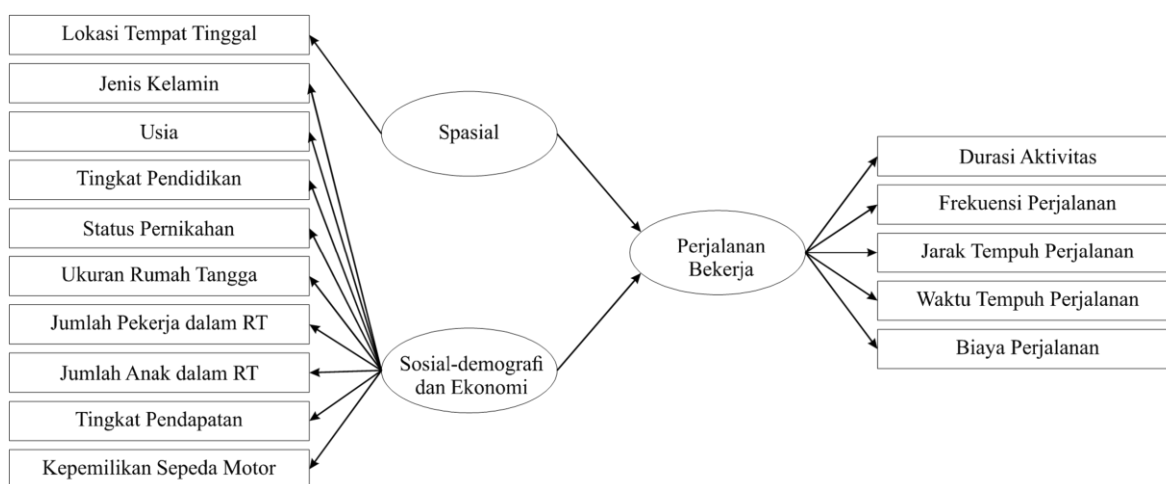 Lokasi Tempat Tinggal
Jenis Kelamin
Usia
Tingkat Pendidikan
Status Pernikahan
Ukuran Rumah Tangga
Jumlah Pekerja dalam RT
Jumlah Anak dalam RT
Tingkat Pendapatan
Kepemilikan Sepeda Motor
Spasial
Sosial-demografi
dan Ekonomi
Perjalanan
Bekerja
Durasi Aktivitas
Frekuensi Perjalanan
Jarak Tempuh Perjalanan
Waktu Tempuh Perjalanan
Biaya Perjalanan